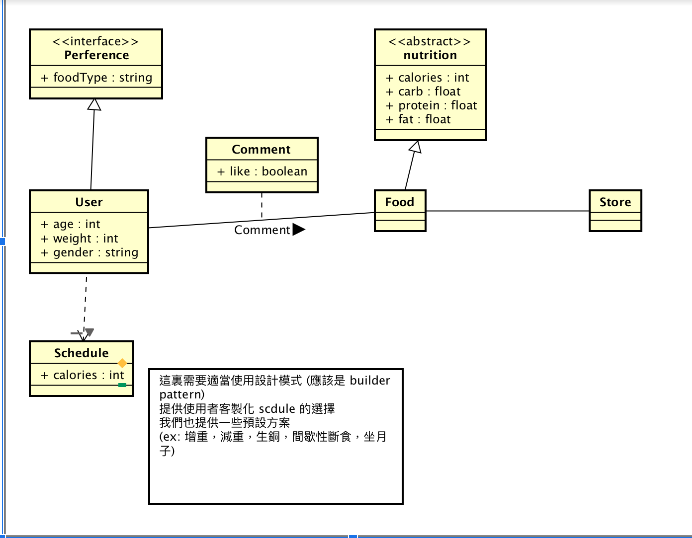 <<interface>>
Perference
+ foodType : string
<<abstract>>
nutrition
+ calories : int
+ carb : float
+ protein : float
+ fat : float
Comment
+ like : boolean
User
+ age : int
+ weight : int
+ gender : string
Food
Store
Comment
Schedule
+ calories : int
這裏需要適當使用設計模式 (應該是 builder
pattern)
提供使用者客製化 scdule 的選擇
我們也提供一些預設方案
(ex: 增重，減重，生酮，間歇性斷食，坐月
子)